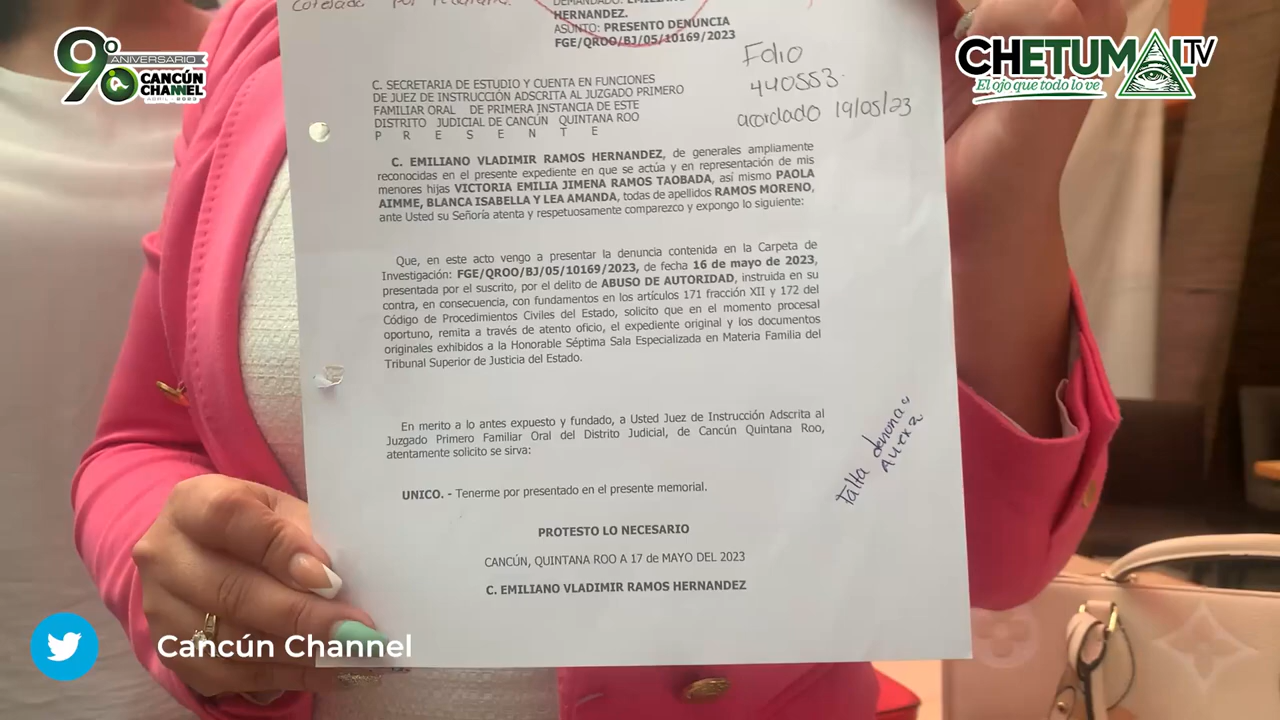 DEMANDADO: EMILIANO
HERNANDEZ.
ASUNTO: PRESENTO DENUNCIA
FGE/QROO/BJ/05/10169/2023
Folio
440553
acordado 19/05/23
9º ANIVERSARIO
CANCÚN
CHANNEL
ABRIL - 2023
CHETUMAL TV
El ojo que todo lo ve
C. SECRETARIA DE ESTUDIO Y CUENTA EN FUNCIONES
DE JUEZ DE INSTRUCCIÓN ADSCRITA AL JUZGADO PRIMERO
FAMILIAR ORAL DE PRIMERA INSTANCIA DE ESTE
DISTRITO JUDICIAL DE CANCÚN QUINTANA ROO
P R E S E N T E
C. EMILIANO VLADIMIR RAMOS HERNANDEZ, de generales ampliamente
reconocidas en el presente expediente en que se actúa y en representación de mis
menores hijas VICTORIA EMILIA JIMENA RAMOS TAOBADA, así mismo PAOLA
AIMME, BLANCA ISABELLA Y LEA AMANDA, todas de apellidos RAMOS MORENO,
ante Usted su Señoría atenta y respetuosamente comparezco y expongo lo siguiente:
Que, en este acto vengo a presentar la denuncia contenida en la Carpeta de
Investigación: FGE/QROO/BJ/05/10169/2023, de fecha 16 de mayo de 2023,
presentada por el suscrito, por el delito de ABUSO DE AUTORIDAD, instruida en su
contra, en consecuencia, con fundamentos en los artículos 171 fracción XII y 172 del
Código de Procedimientos Civiles del Estado, solicito que en el momento procesal
oportuno, remita a través de atento oficio, el expediente original y los documentos
originales exhibidos a la Honorable Séptima Sala Especializada en Materia Familia del
Tribunal Superior de Justicia del Estado.
En merito a lo antes expuesto y fundado, a Usted Juez de Instrucción Adscrita al
Juzgado Primero Familiar Oral del Distrito Judicial, de Cancún Quintana Roo,
atentamente solicito se sirva:
UNICO. - Tenerme por presentado en el presente memorial.
PROTESTO LO NECESARIO
CANCÚN, QUINTANA ROO A 17 de MAYO DEL 2023
C. EMILIANO VLADIMIR RAMOS HERNANDEZ
Cancún Channel